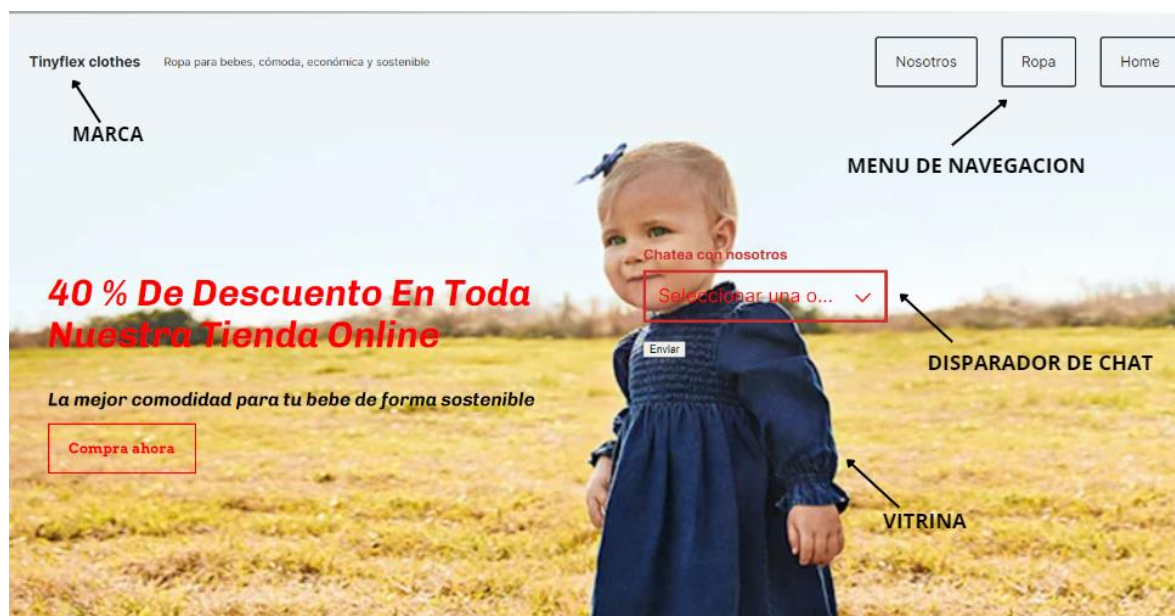 Tinyflex clothes
Ropa para bebes, cómoda, económica y sostenible
Nosotros
Ropa
Home
MARCA
MENU DE NAVEGACION
Chatea con nosotros
Seleccionar una o...
40 % De Descuento En Toda
Nuestra Tienda Online
Enviar
DISPARADOR DE CHAT
La mejor comodidad para tu bebe de forma sostenible
Compra ahora
VITRINA